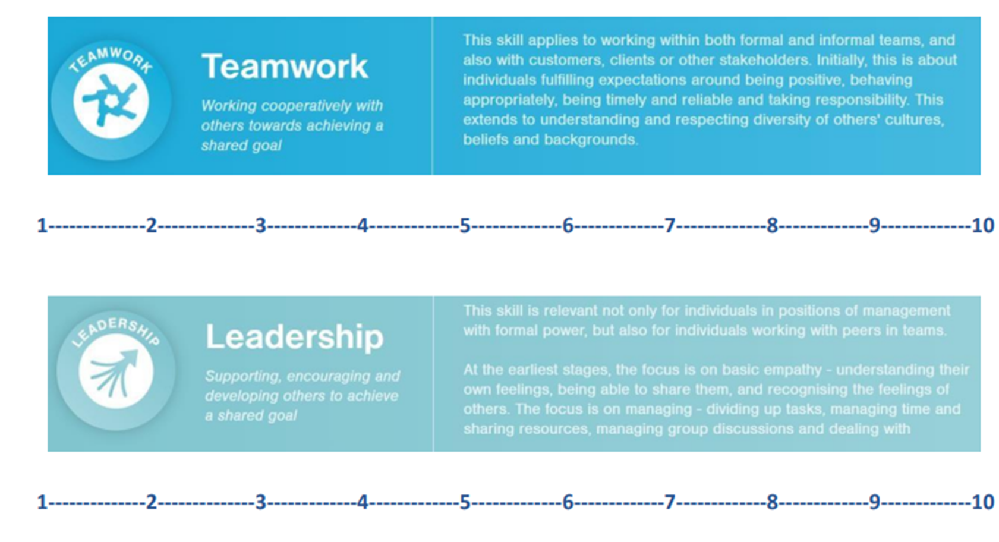 TEAMWORK
Teamwork
Working cooperatively with
others towards achieving a
shared goal
This skill applies to working within both formal and informal teams, and
also with customers, clients or other stakeholders. Initially, this is about
individuals fulfilling expectations around being positive, behaving
appropriately, being timely and reliable and taking responsibility. This
extends to understanding and respecting diversity of others' cultures,
beliefs and backgrounds.
1--------------2--------------3-------------4-------------5-------------6-------------7-------------8-------------9-------------10
LEADERSHIP
Leadership
Supporting, encouraging and
developing others to achieve
a shared goal
This skill is relevant not only for individuals in positions of management
with formal power, but also for individuals working with peers in teams.
At the earliest stages, the focus is on basic empathy - understanding their
own feelings, being able to share them, and recognising the feelings of
others. The focus is on managing - dividing up tasks, managing time and
sharing resources, managing group discussions and dealing with
1--------------2--------------3-------------4-------------5-------------6-------------7-------------8-------------9-------------10